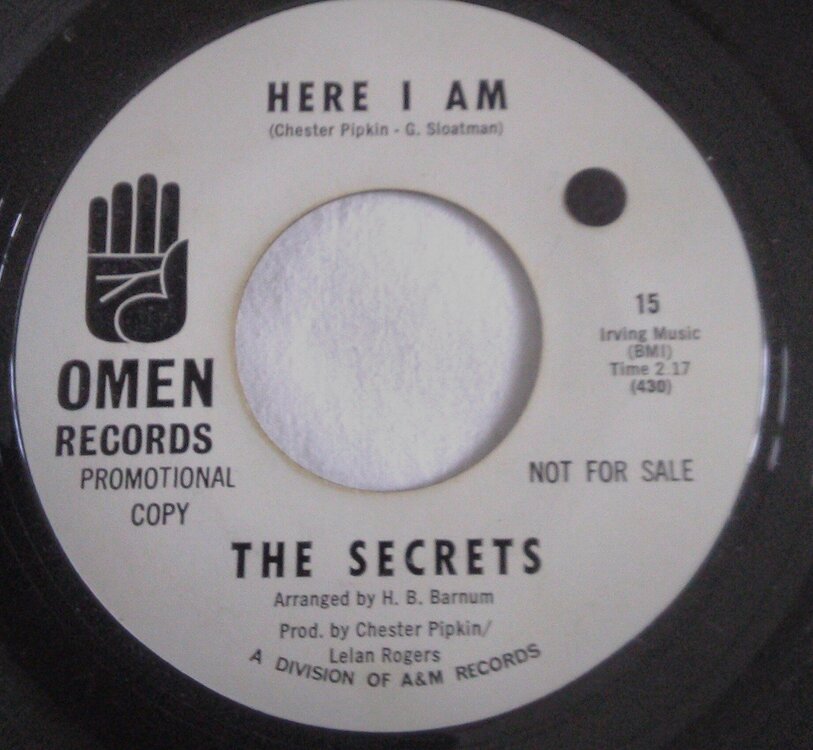 HERE I AM
(Chester Pipkin - G. Sloatman)
15
Irving Music
(BMI)
Time 2.17
(430)
OMEN
RECORDS
PROMOTIONAL
COPY
NOT FOR SALE
THE SECRETS
Arranged by H. B. Barnum
Prod. by Chester Pipkin/
Lelan Rogers
A DIVISION OF A&M RECORDS